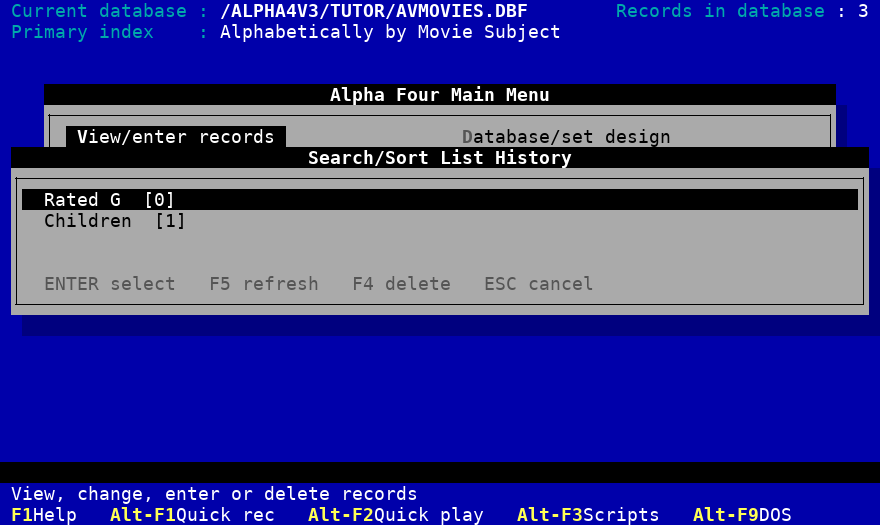 Current database : /ALPHA4V3/TUTOR/AVMOVIES.DBF        Records in database : 3
Primary index    : Alphabetically by Movie Subject
Alpha Four Main Menu
View/enter records                 Database/set design
Search/Sort List History
Rated G  [0]
Children  [1]
ENTER select   F5 refresh   F4 delete   ESC cancel
View, change, enter or delete records
F1Help   Alt-F1Quick rec   Alt-F2Quick play   Alt-F3Scripts   Alt-F9DOS